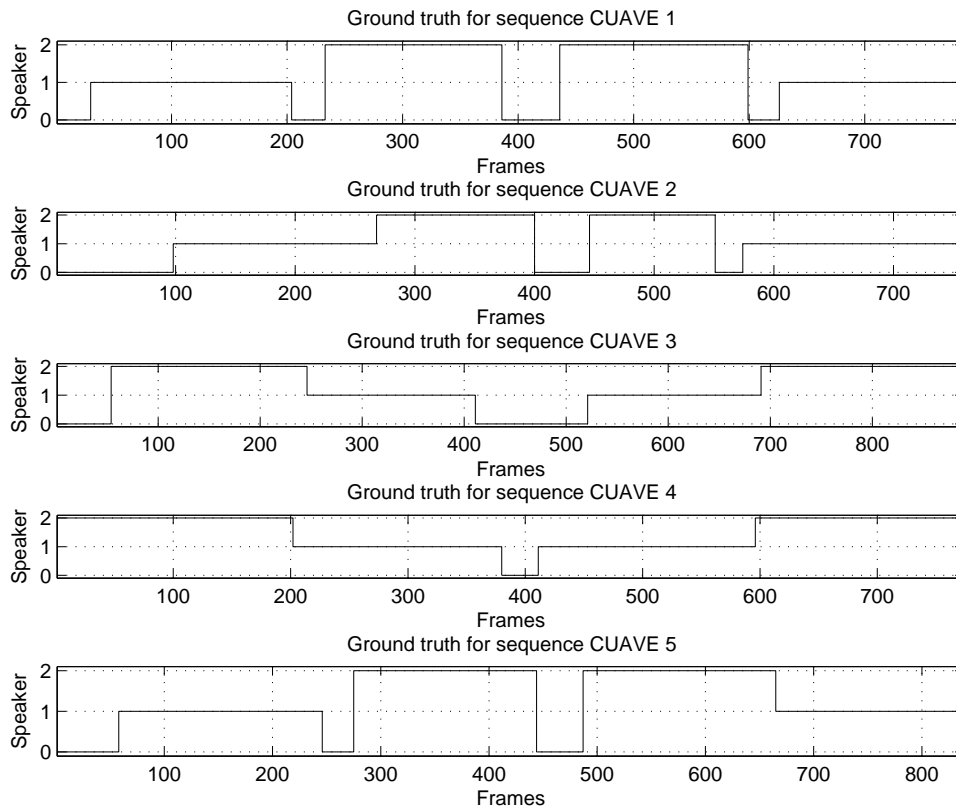 Ground truth for sequence CUAVE 1
Speaker
2
1
0
100 200 300 400 500 600 700
Frames
Ground truth for sequence CUAVE 2
Speaker
2
1
0
100 200 300 400 500 600 700
Frames
Ground truth for sequence CUAVE 3
Speaker
2
1
0
100 200 300 400 500 600 700 800
Frames
Ground truth for sequence CUAVE 4
Speaker
2
1
0
100 200 300 400 500 600 700
Frames
Ground truth for sequence CUAVE 5
Speaker
2
1
0
100 200 300 400 500 600 700 800
Frames